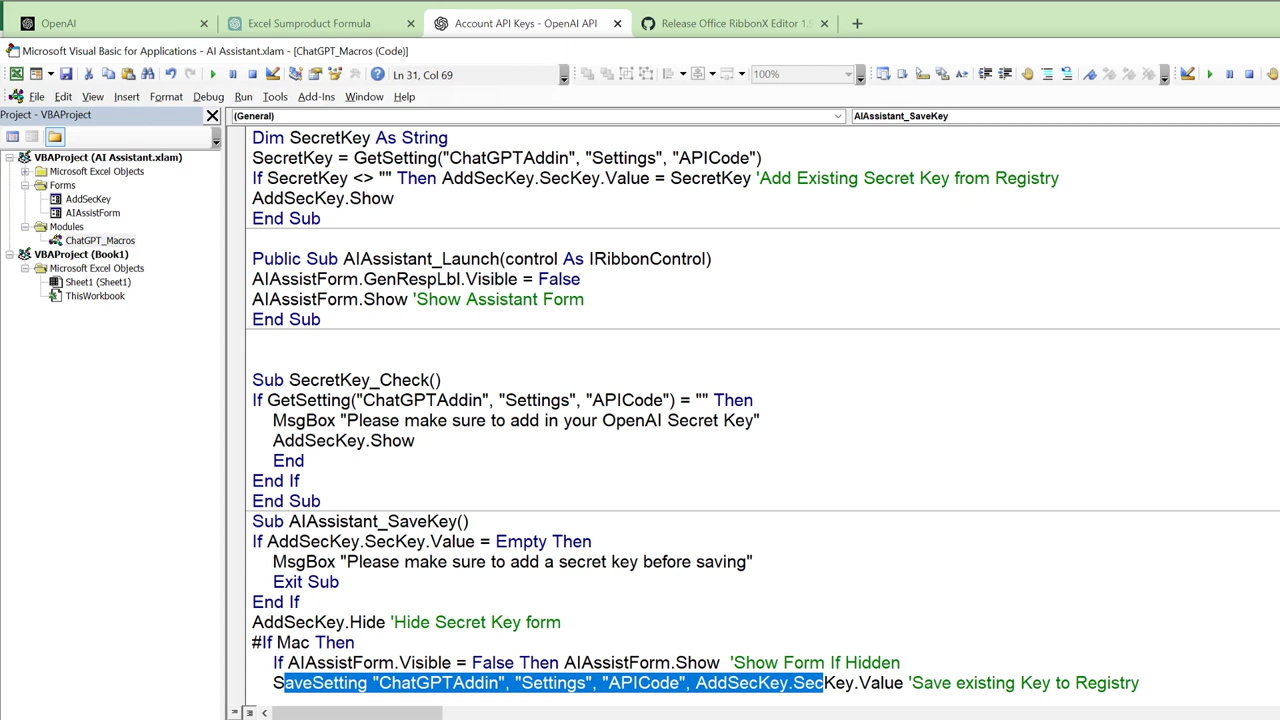 OpenAI
Excel Sumproduct Formula
Account API Keys - OpenAI API
Release Office RibbonX Editor 1.9
Microsoft Visual Basic for Applications - AI Assistant.xlam - [ChatGPT_Macros (Code)]
Ln 31, Col 69
100%
File Edit View Insert Format Debug Run Tools Add-Ins Window Help
Project - VBAProject
(General)
AIAssistant_SaveKey
VBAProject (AI Assistant.xlam)
Microsoft Excel Objects
Forms
AddSecKey
AIAssistForm
Modules
ChatGPT_Macros
VBAProject (Book1)
Microsoft Excel Objects
Sheet1 (Sheet1)
ThisWorkbook
Dim SecretKey As String
SecretKey = GetSetting("ChatGPTAddin", "Settings", "APICode")
If SecretKey <> "" Then AddSecKey.SecKey.Value = SecretKey 'Add Existing Secret Key from Registry
AddSecKey.Show
End Sub
Public Sub AIAssistant_Launch(control As IRibbonControl)
AIAssistForm.GenRespLbl.Visible = False
AIAssistForm.Show 'Show Assistant Form
End Sub
Sub SecretKey_Check()
If GetSetting("ChatGPTAddin", "Settings", "APICode") = "" Then
MsgBox "Please make sure to add in your OpenAI Secret Key"
AddSecKey.Show
End
End If
End Sub
Sub AIAssistant_SaveKey()
If AddSecKey.SecKey.Value = Empty Then
MsgBox "Please make sure to add a secret key before saving"
Exit Sub
End If
AddSecKey.Hide 'Hide Secret Key form
#If Mac Then
If AIAssistForm.Visible = False Then AIAssistForm.Show 'Show Form If Hidden
SaveSetting "ChatGPTAddin", "Settings", "APICode", AddSecKey.SecKey.Value 'Save existing Key to Registry